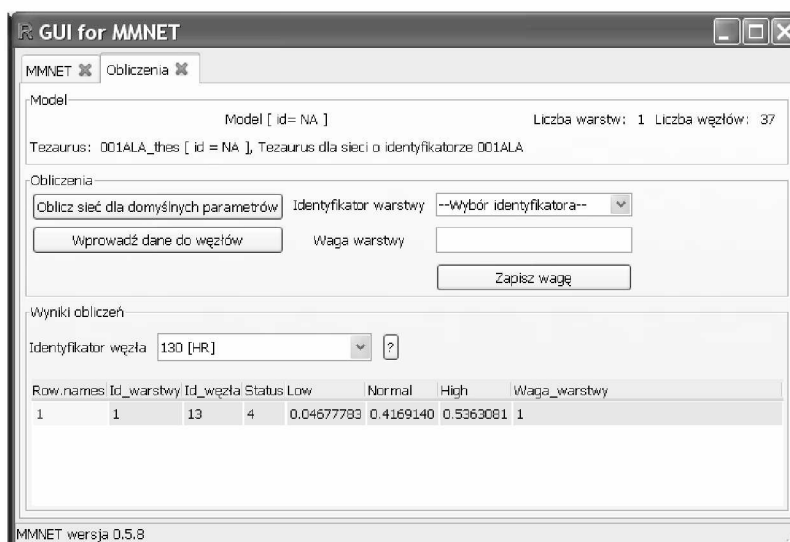 R GUI for MMNET
MMNET Obliczenia
Model
Model [ id= NA ] Liczba warstw: 1 Liczba węzłów: 37
Tezaurus: 001ALA_thes [ id = NA ], Tezaurus dla sieci o identyfikatorze 001ALA
Obliczenia
Oblicz sieć dla domyślnych parametrów Identyfikator warstwy --Wybór identyfikatora--
Wprowadź dane do węzłów Waga warstwy
Zapisz wagę
Wyniki obliczeń
Identyfikator węzła 130 [HR] ?
Row.names Id_warstwy Id_węzła Status Low Normal High Waga_warstwy
1 1 13 4 0.04677783 0.4169140 0.5363081 1
MMNET wersja 0.5.8